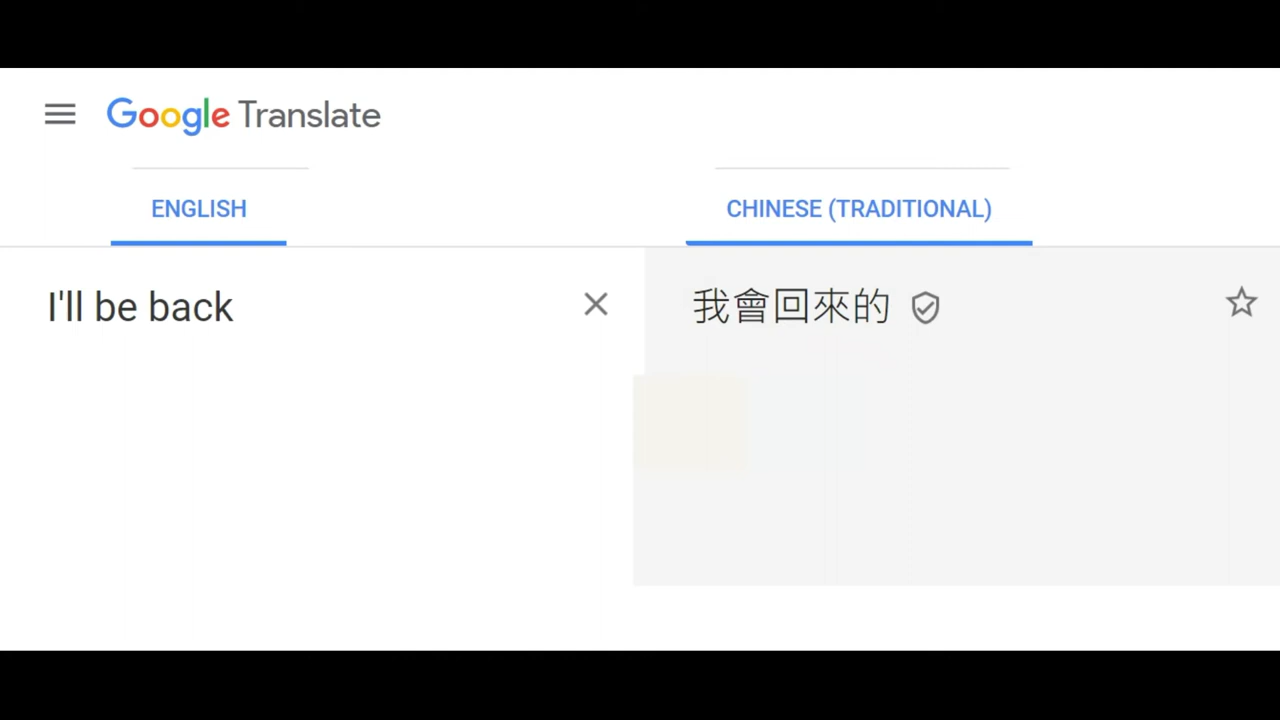 Google Translate
ENGLISH
CHINESE (TRADITIONAL)
I'll be back
我會回來的